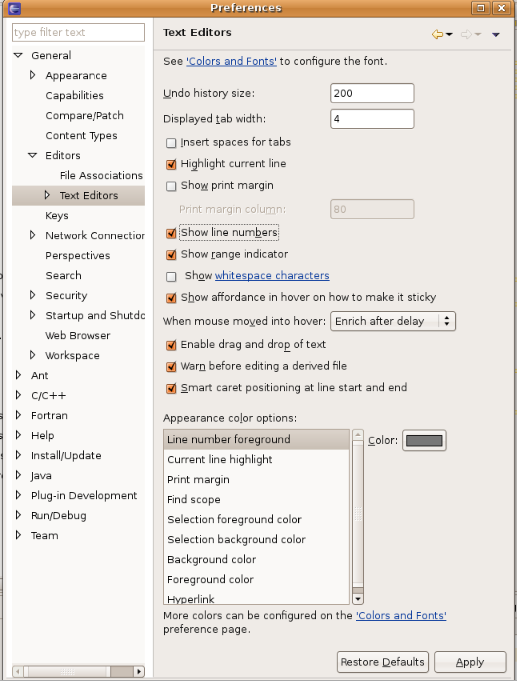 Preferences
type filter text
General
Appearance
Capabilities
Compare/Patch
Content Types
Editors
File Associations
Text Editors
Keys
Network Connection
Perspectives
Search
Security
Startup and Shutdo
Web Browser
Workspace
Ant
C/C++
Fortran
Help
Install/Update
Java
Plug-in Development
Run/Debug
Team
Text Editors
See 'Colors and Fonts' to configure the font.
Undo history size: 200
Displayed tab width: 4
Insert spaces for tabs
Highlight current line
Show print margin
Print margin column: 80
Show line numbers
Show range indicator
Show whitespace characters
Show affordance in hover on how to make it sticky
When mouse moved into hover: Enrich after delay
Enable drag and drop of text
Warn before editing a derived file
Smart caret positioning at line start and end
Appearance color options:
Line number foreground
Current line highlight
Print margin
Find scope
Selection foreground color
Selection background color
Background color
Foreground color
Hyperlink
Color:
More colors can be configured on the 'Colors and Fonts'
preference page.
Restore Defaults
Apply